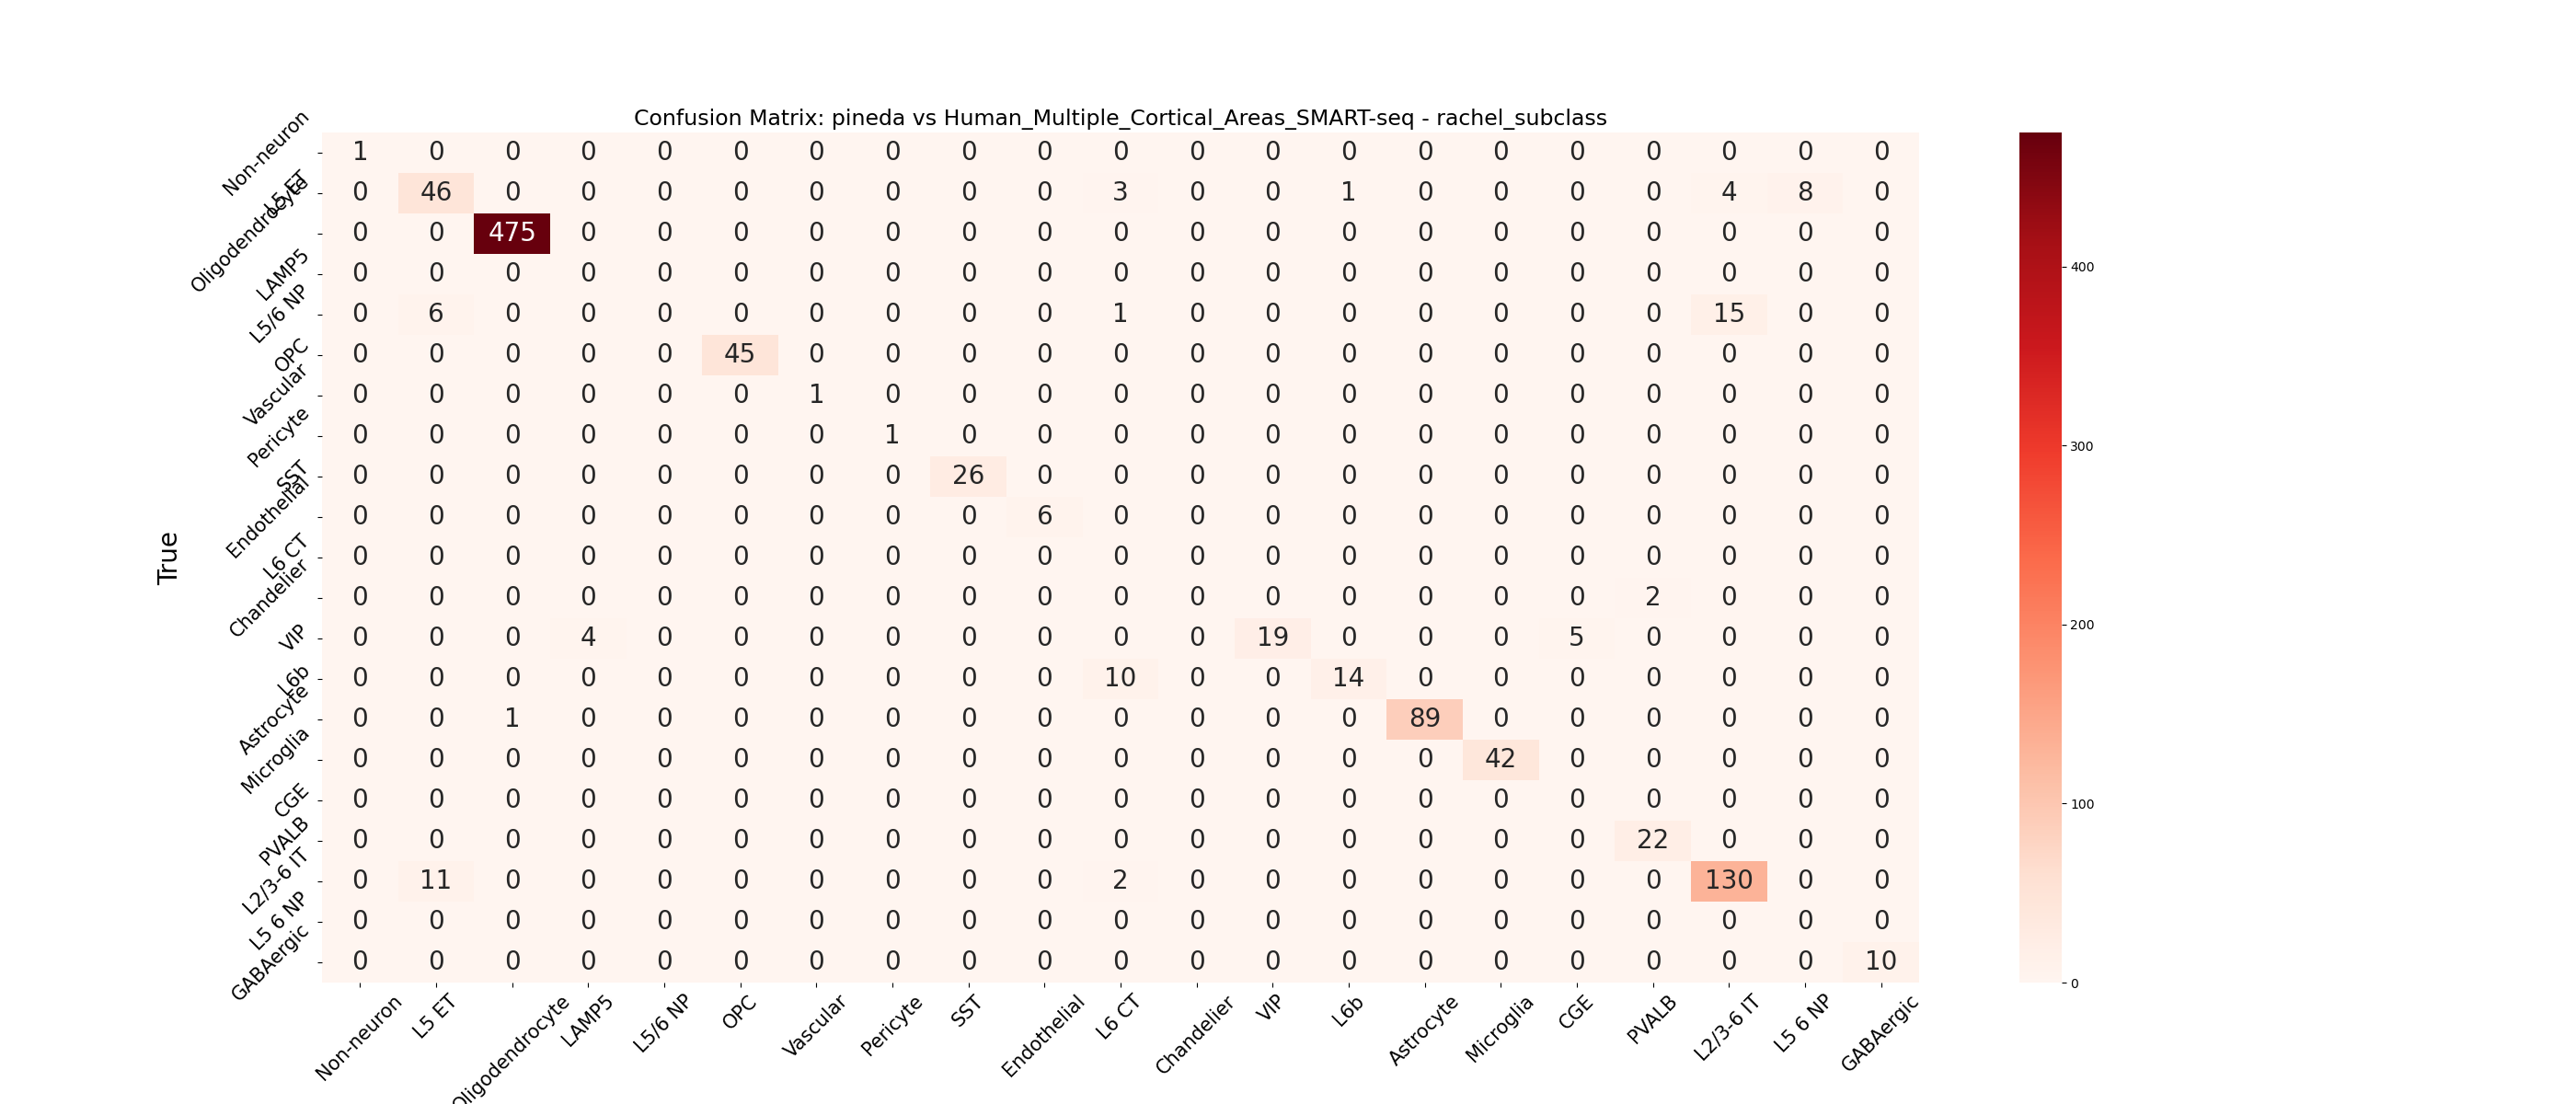 Confusion Matrix: pineda vs Human_Multiple_Cortical_Areas_SMART-seq - rachel_subclass
True
Non-neuron 1 0 0 0 0 0 0 0 0 0 0 0 0 0 0 0 0 0 0 0 0
L5 ET 0 46 0 0 0 0 0 0 0 0 3 0 0 1 0 0 0 0 4 8 0
Oligodendrocyte 0 0 475 0 0 0 0 0 0 0 0 0 0 0 0 0 0 0 0 0 0
LAMP5 0 0 0 0 0 0 0 0 0 0 0 0 0 0 0 0 0 0 0 0 0
L5/6 NP 0 6 0 0 0 0 0 0 0 0 1 0 0 0 0 0 0 0 15 0 0
OPC 0 0 0 0 0 45 0 0 0 0 0 0 0 0 0 0 0 0 0 0 0
Vascular 0 0 0 0 0 0 1 0 0 0 0 0 0 0 0 0 0 0 0 0 0
Pericyte 0 0 0 0 0 0 0 1 0 0 0 0 0 0 0 0 0 0 0 0 0
SST 0 0 0 0 0 0 0 0 26 0 0 0 0 0 0 0 0 0 0 0 0
Endothelial 0 0 0 0 0 0 0 0 0 6 0 0 0 0 0 0 0 0 0 0 0
L6 CT 0 0 0 0 0 0 0 0 0 0 0 0 0 0 0 0 0 0 0 0 0
Chandelier 0 0 0 0 0 0 0 0 0 0 0 0 0 0 0 0 0 2 0 0 0
VIP 0 0 0 4 0 0 0 0 0 0 0 0 19 0 0 0 5 0 0 0 0
L6b 0 0 0 0 0 0 0 0 0 0 10 0 0 14 0 0 0 0 0 0 0
Astrocyte 0 0 1 0 0 0 0 0 0 0 0 0 0 0 89 0 0 0 0 0 0
Microglia 0 0 0 0 0 0 0 0 0 0 0 0 0 0 0 42 0 0 0 0 0
CGE 0 0 0 0 0 0 0 0 0 0 0 0 0 0 0 0 0 0 0 0 0
PVALB 0 0 0 0 0 0 0 0 0 0 0 0 0 0 0 0 0 22 0 0 0
L2/3-6 IT 0 11 0 0 0 0 0 0 0 0 2 0 0 0 0 0 0 0 130 0 0
L5 6 NP 0 0 0 0 0 0 0 0 0 0 0 0 0 0 0 0 0 0 0 0 0
GABAergic 0 0 0 0 0 0 0 0 0 0 0 0 0 0 0 0 0 0 0 0 10
Non-neuron L5 ET Oligodendrocyte LAMP5 L5/6 NP OPC Vascular Pericyte SST Endothelial L6 CT Chandelier VIP L6b Astrocyte Microglia CGE PVALB L2/3-6 IT L5 6 NP GABAergic
400
300
200
100
0